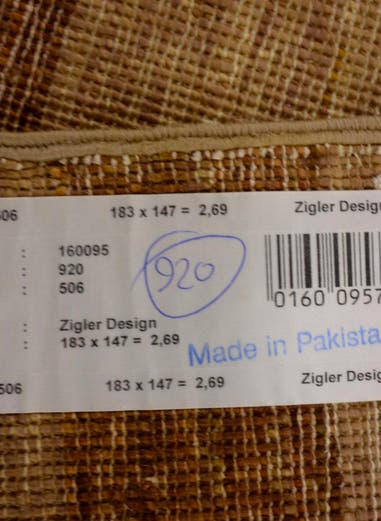 506 183 x 147 = 2,69 Zigler Design
: 160095
: 920
: 506
920
0160 0957
: Zigler Design
: 183 x 147 = 2,69
Made in Pakista
506 183 x 147 = 2,69 Zigler Desig